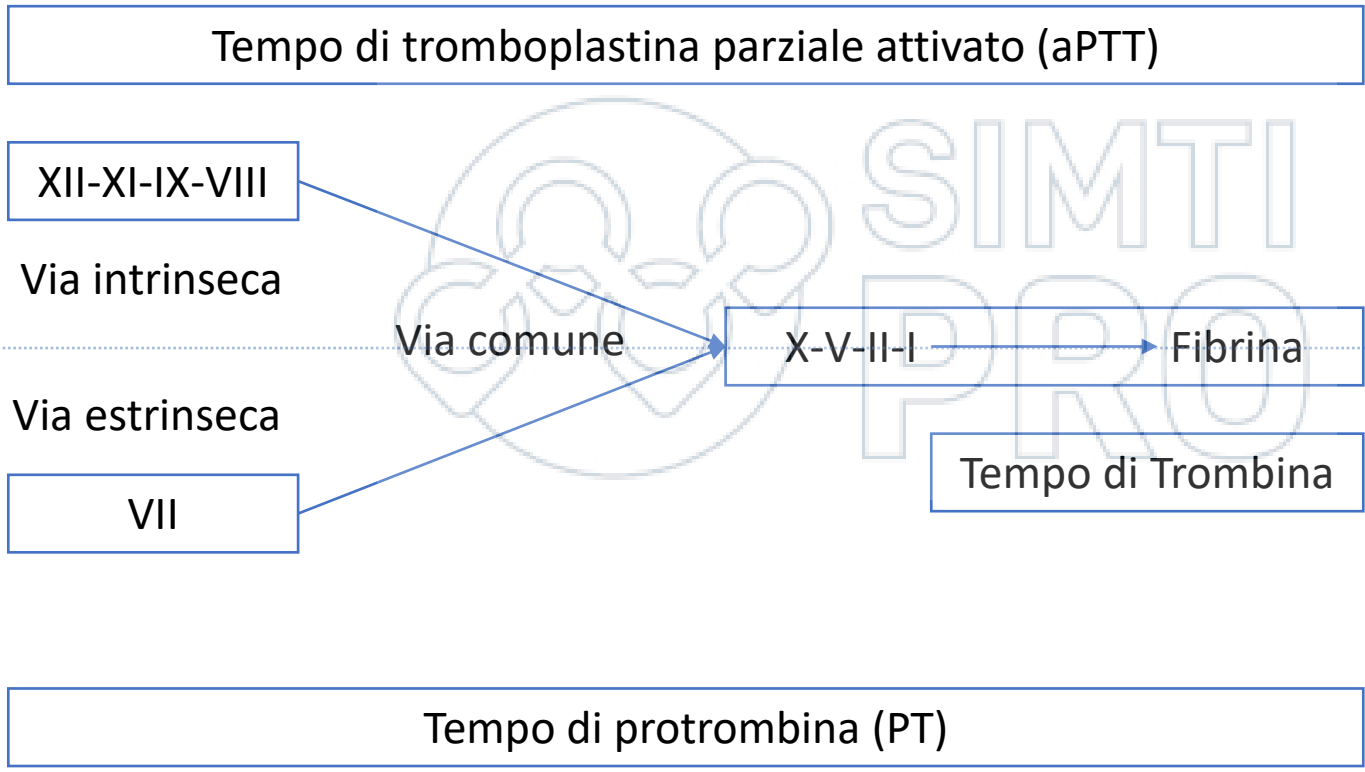 Tempo di tromboplastina parziale attivato (aPTT)
SIMTI
PRO
XII-XI-IX-VIII
Via intrinseca
Via comune
X-V-II-I
Fibrina
Via estrinseca
Tempo di Trombina
VII
Tempo di protrombina (PT)